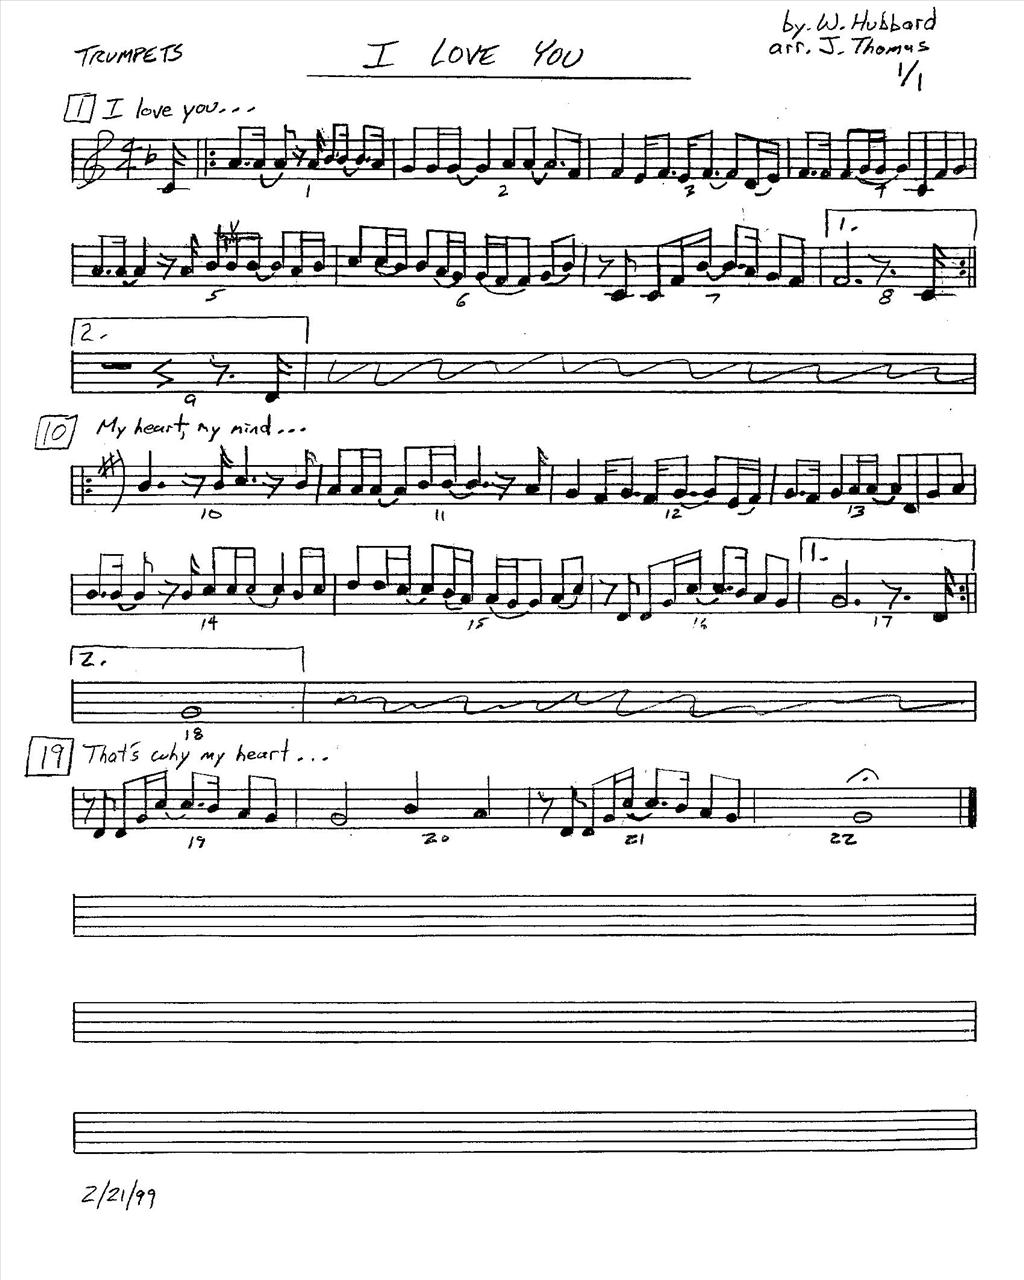 TRUMPETS
I LOVE YOU
by. W. Hubbard
arr. J. Thomas
1/1
1 I love you...
1 2 3 4
1.
5 6 7 8
2.
9
10 My heart, my mind...
10 11 12 13
1.
14 15 16 17
2.
18
19 That's why my heart...
19 20 21 22
2/21/99